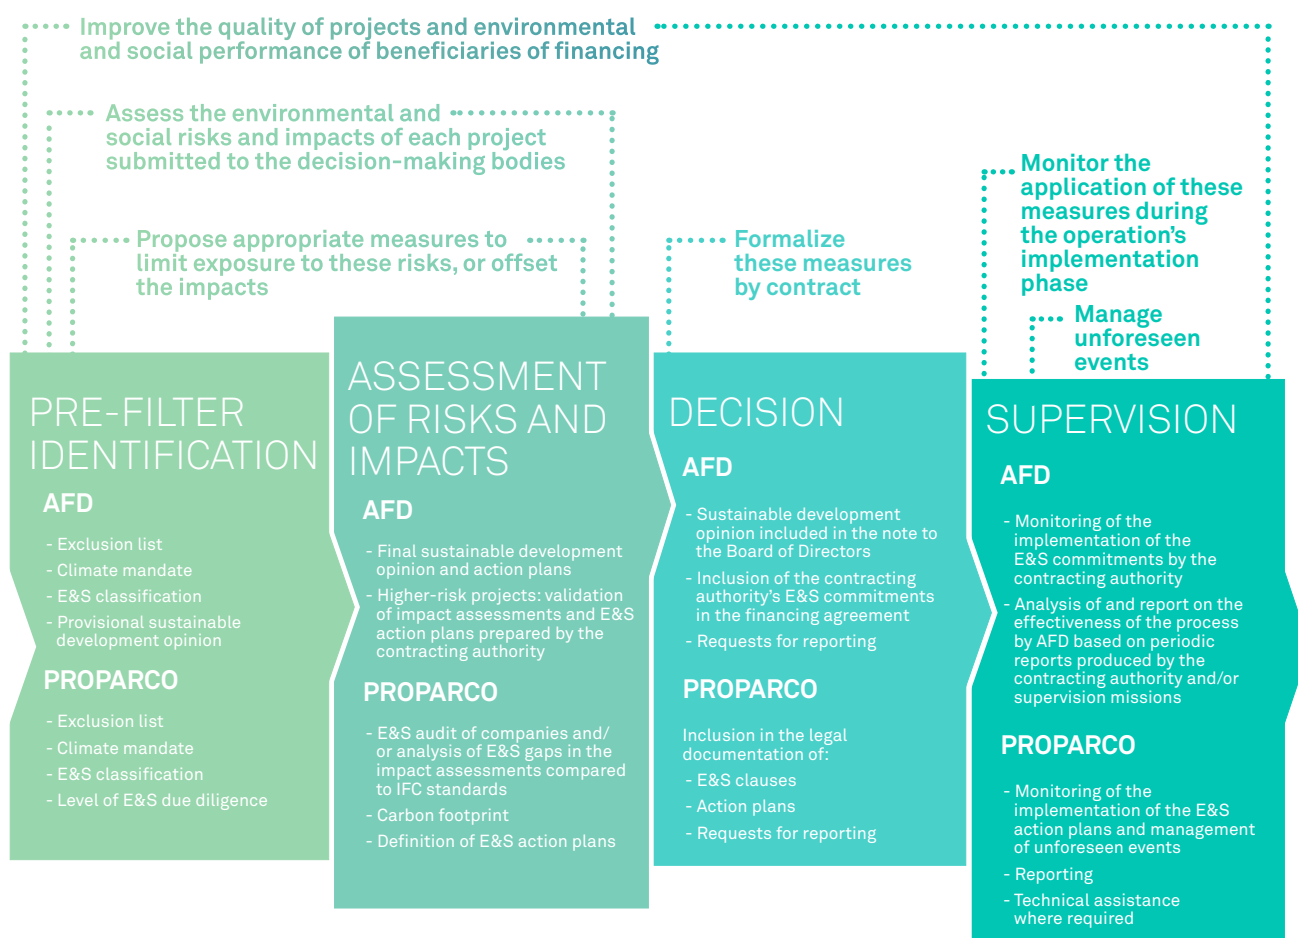 Improve the quality of projects and environmental
and social performance of beneficiaries of financing
Assess the environmental and
social risks and impacts of each project
submitted to the decision-making bodies
Propose appropriate measures to
limit exposure to these risks, or offset
the impacts
Formalize
these measures
by contract
Monitor the
application of these
measures during
the operation's
implementation
phase
Manage
unforeseen
events
PRE-FILTER
IDENTIFICATION
AFD
- Exclusion list
- Climate mandate
- E&S classification
- Provisional sustainable
development opinion
PROPARCO
- Exclusion list
- Climate mandate
- E&S classification
- Level of E&S due diligence
ASSESSMENT
OF RISKS AND
IMPACTS
AFD
- Final sustainable development
opinion and action plans
- Higher-risk projects: validation
of impact assessments and E&S
action plans prepared by the
contracting authority
PROPARCO
- E&S audit of companies and/
or analysis of E&S gaps in the
impact assessments compared
to IFC standards
- Carbon footprint
- Definition of E&S action plans
DECISION
AFD
- Sustainable development
opinion included in the note to
the Board of Directors
- Inclusion of the contracting
authority's E&S commitments
in the financing agreement
- Requests for reporting
PROPARCO
Inclusion in the legal
documentation of:
- E&S clauses
- Action plans
- Requests for reporting
SUPERVISION
AFD
- Monitoring of the
implementation of the
E&S commitments by the
contracting authority
- Analysis of and report on the
effectiveness of the process
by AFD based on periodic
reports produced by the
contracting authority and/or
supervision missions
PROPARCO
- Monitoring of the
implementation of the E&S
action plans and management
of unforeseen events
- Reporting
- Technical assistance
where required